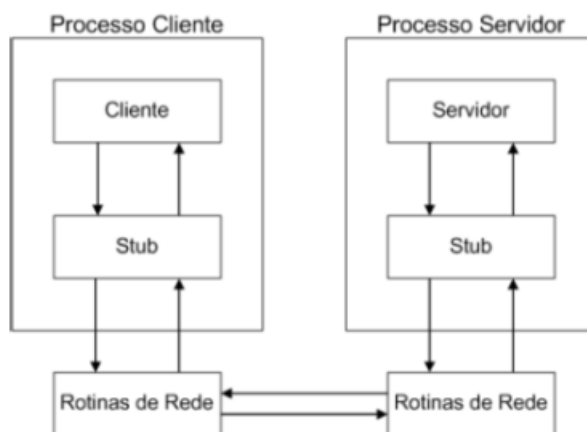 Processo Cliente
Processo Servidor
Cliente
Servidor
Stub
Stub
Rotinas de Rede
Rotinas de Rede